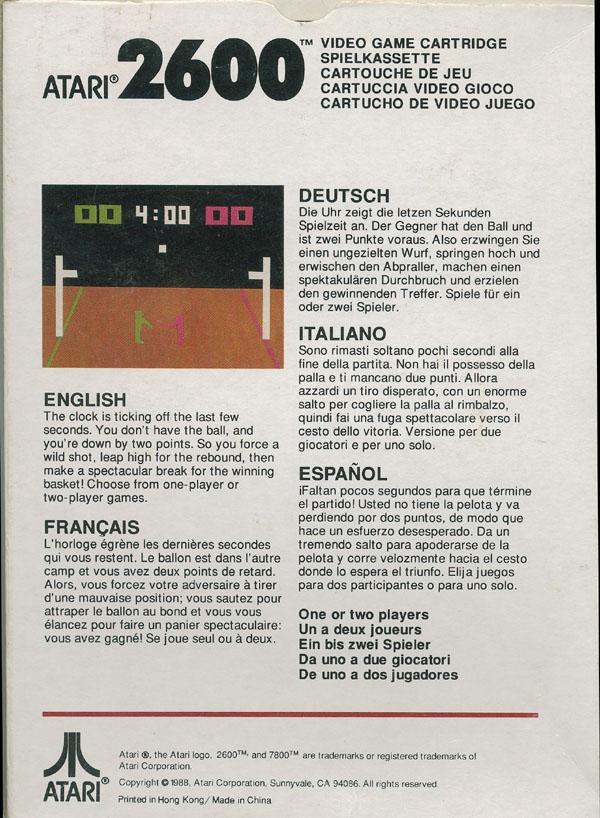 ATARI® 2600™
VIDEO GAME CARTRIDGE
SPIELKASSETTE
CARTOUCHE DE JEU
CARTUCCIA VIDEO GIOCO
CARTUCHO DE VIDEO JUEGO
00 4:00 00
ENGLISH
The clock is ticking off the last few
seconds. You don't have the ball, and
you're down by two points. So you force a
wild shot, leap high for the rebound, then
make a spectacular break for the winning
basket! Choose from one-player or
two-player games.
FRANÇAIS
L'horloge égrène les dernières secondes
qui vous restent. Le ballon est dans l'autre
camp et vous avez deux points de retard.
Alors, vous forcez votre adversaire à tirer
d'une mauvaise position; vous sautez pour
attraper le ballon au bond et vous vous
élancez pour faire un panier spectaculaire:
vous avez gagné! Se joue seul ou à deux.
DEUTSCH
Die Uhr zeigt die letzen Sekunden
Spielzeit an. Der Gegner hat den Ball und
ist zwei Punkte voraus. Also erzwingen Sie
einen ungezielten Wurf, springen hoch und
erwischen den Abpraller, machen einen
spektakulären Durchbruch und erzielen
den gewinnenden Treffer. Spiele für ein
oder zwei Spieler.
ITALIANO
Sono rimasti soltano pochi secondi alla
fine della partita. Non hai il possesso della
palla e ti mancano due punti. Allora
azzardi un tiro disperato, con un enorme
salto per cogliere la palla al rimbalzo,
quindi fai una fuga spettacolare verso il
cesto dello vitoria. Versione per due
giocatori e per uno solo.
ESPAÑOL
¡Faltan pocos segundos para que términe
el partido! Usted no tiene la pelota y va
perdiendo por dos puntos, de modo que
hace un esfuerzo desesperado. Da un
tremendo salto para apoderarse de la
pelota y corre velozmente hacia el cesto
donde lo espera el triunfo. Elija juegos
para dos participantes o para uno solo.
One or two players
Un a deux joueurs
Ein bis zwei Spieler
Da uno a due giocatori
De uno a dos jugadores
ATARI®
Atari ®, the Atari logo, 2600™, and 7800™ are trademarks or registered trademarks of
Atari Corporation.
Copyright © 1988, Atari Corporation, Sunnyvale, CA 94086. All rights reserved.
Printed in Hong Kong/ Made in China